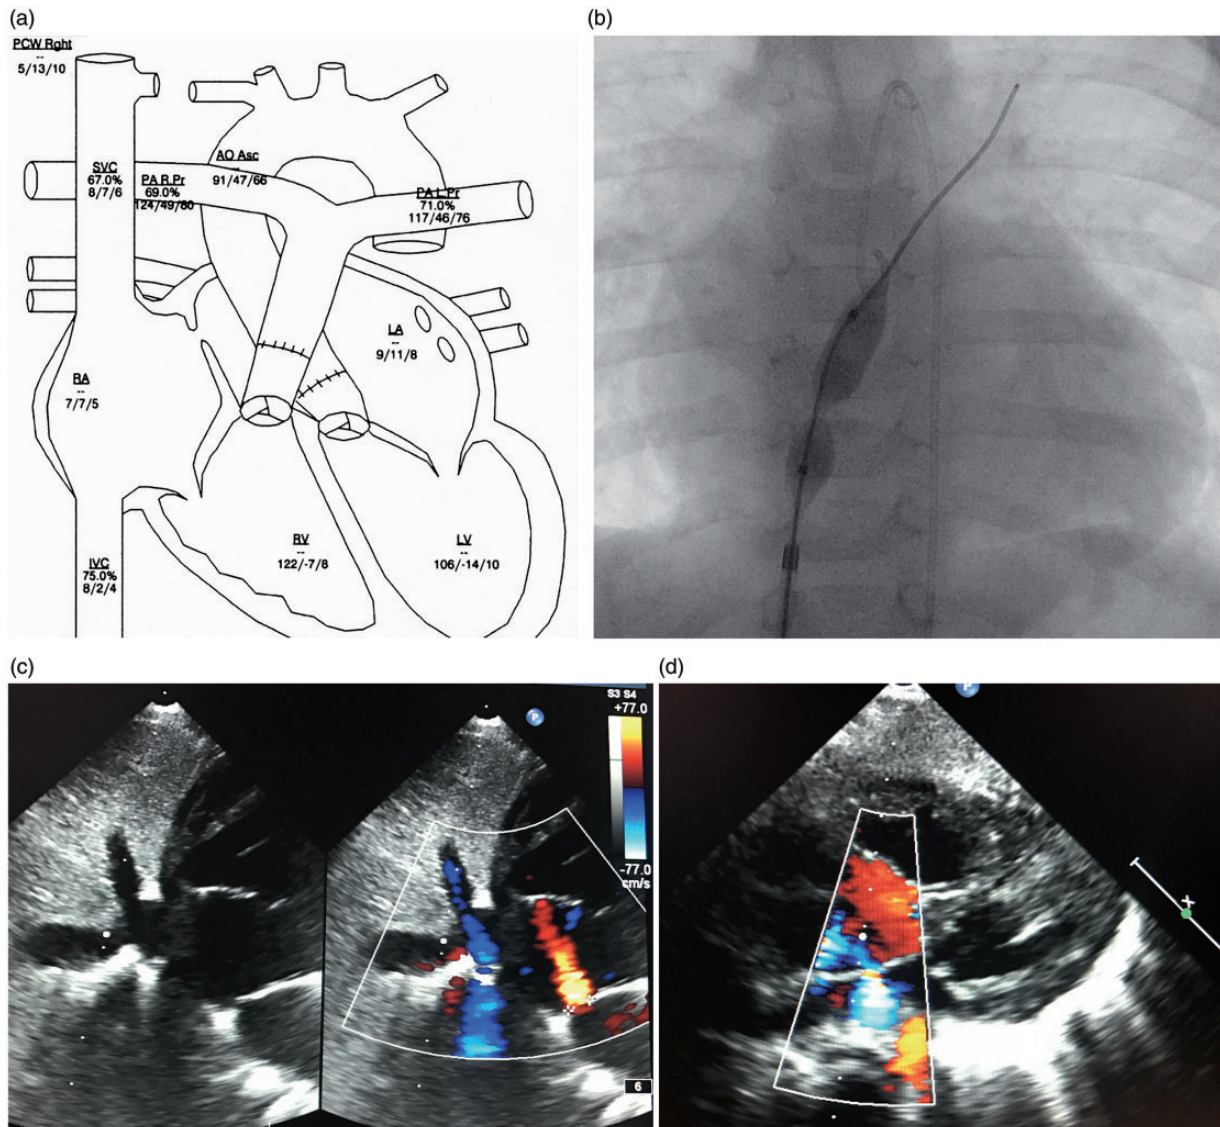 (a)
PCW Rght
--
5/13/10
SVC
67.0%
8/7/6
PA R.Pr
69.0%
124/49/80
AO Asc
--
91/47/66
PA L.Pr
71.0%
117/46/76
LA
--
9/11/8
RA
--
7/7/5
RV
--
122/-7/8
LV
--
106/-14/10
IVC
75.0%
8/2/4
(b)
(c)
S3 S4
+77.0
-77.0
cm/s
P
6
(d)
P
X